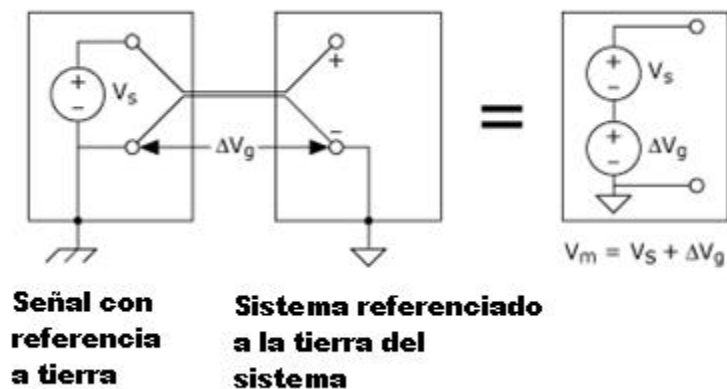 +
−
Vs
ΔVg
+
−
=
+
−
Vs
+
−
ΔVg
Vm = VS + ΔVg
Señal con
referencia
a tierra
Sistema referenciado
a la tierra del
sistema